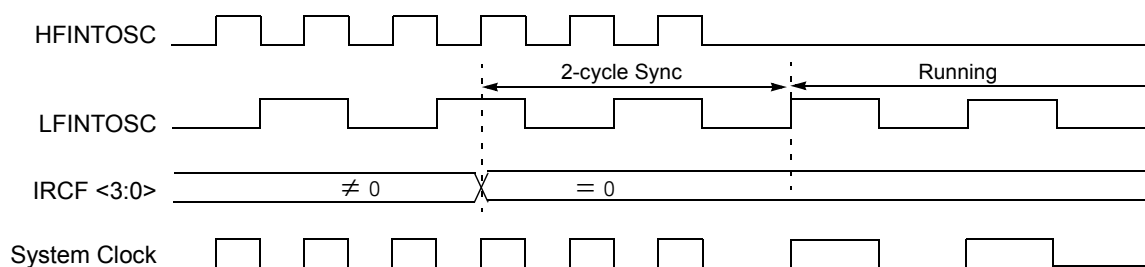 HFINTOSC
2-cycle Sync
Running
LFINTOSC
IRCF <3:0>
≠ 0
= 0
System Clock